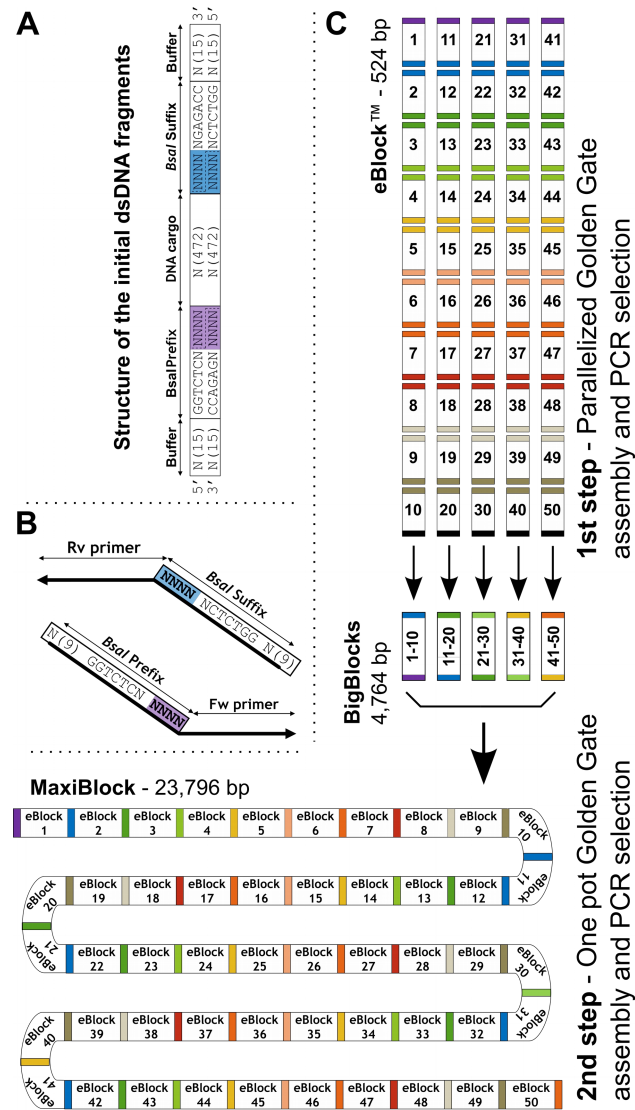 A
Structure of the initial dsDNA fragments
Buffer BsaI Prefix DNA cargo BsaI Suffix Buffer
5' N(15) GGTCTCN NNNN N(472) NNNN NGAGACC N(15) 3'
3' N(15) CCAGAGN NNNN N(472) NNNN NCTCTGG N(15) 5'
B
Rv primer
BsaI Suffix
NNNN NCTCTGG N(9)
BsaI Prefix
N(9) GGTCTCN NNNN
Fw primer
C
eBlock™ - 524 bp
1 11 21 31 41
2 12 22 32 42
3 13 23 33 43
4 14 24 34 44
5 15 25 35 45
6 16 26 36 46
7 17 27 37 47
8 18 28 38 48
9 19 29 39 49
10 20 30 40 50
1st step - Parallelized Golden Gate
assembly and PCR selection
BigBlocks
4,764 bp
1-10 11-20 21-30 31-40 41-50
MaxiBlock - 23,796 bp
eBlock eBlock eBlock eBlock eBlock eBlock eBlock eBlock eBlock eBlock
1 2 3 4 5 6 7 8 9 10
eBlock eBlock eBlock eBlock eBlock eBlock eBlock eBlock eBlock eBlock
20 19 18 17 16 15 14 13 12 11
eBlock eBlock eBlock eBlock eBlock eBlock eBlock eBlock eBlock eBlock
21 22 23 24 25 26 27 28 29 30
eBlock eBlock eBlock eBlock eBlock eBlock eBlock eBlock eBlock eBlock
40 39 38 37 36 35 34 33 32 31
eBlock eBlock eBlock eBlock eBlock eBlock eBlock eBlock eBlock eBlock
41 42 43 44 45 46 47 48 49 50
2nd step - One pot Golden Gate
assembly and PCR selection